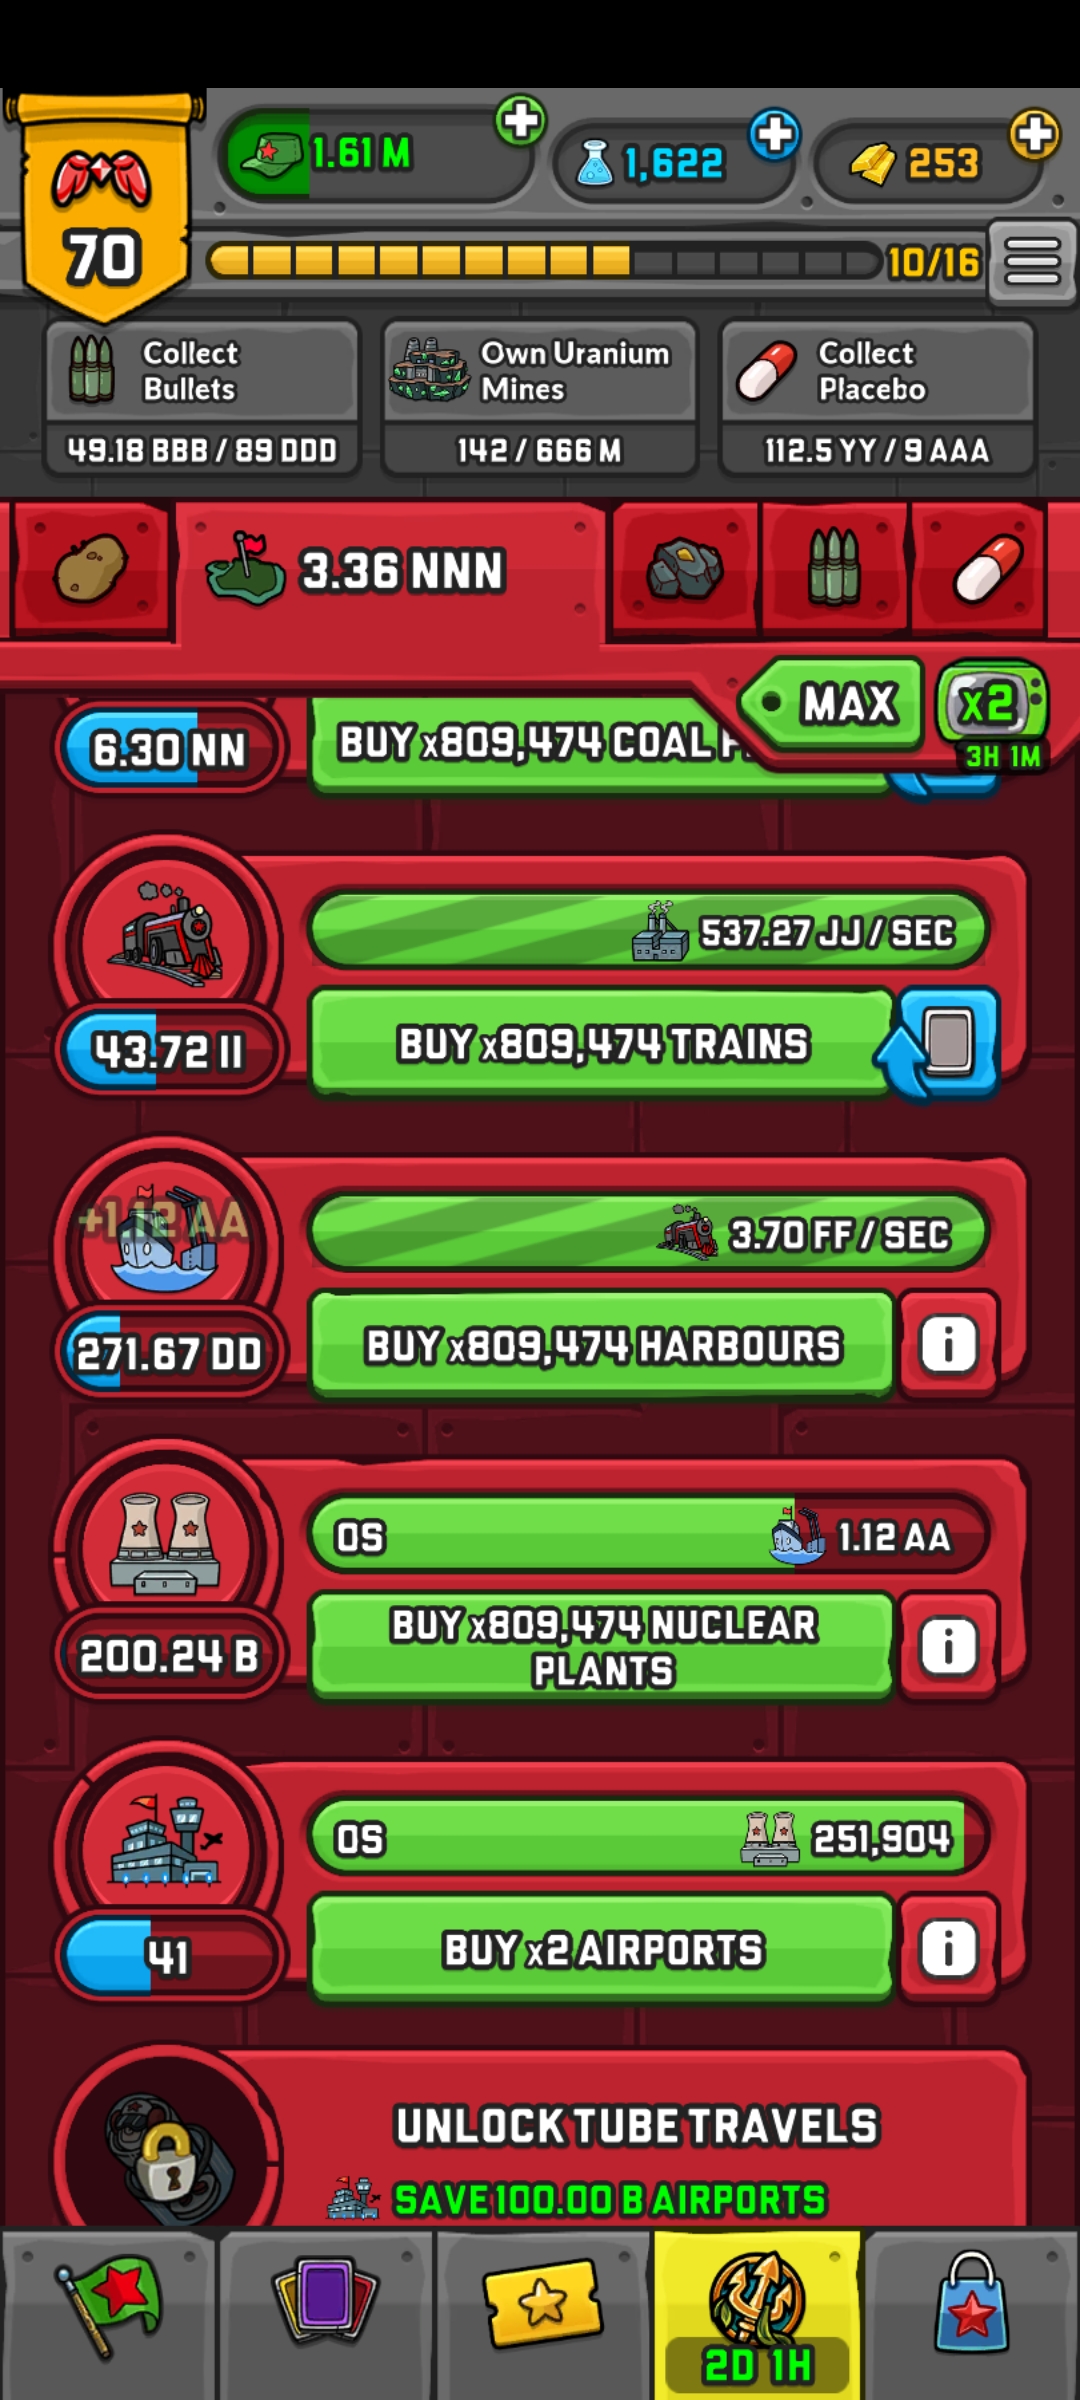 70
1.61 M
1,622
253
10/16
Collect
Bullets
49.18 BBB / 89 DDD
Own Uranium
Mines
142 / 666 M
Collect
Placebo
112.5 YY / 9 AAA
3.36 NNN
MAX
x2
3H 1M
6.30 NN
BUY x809,474 COAL
537.27 JJ / SEC
43.72 II
BUY x809,474 TRAINS
+1.12 AA
3.70 FF / SEC
271.67 DD
BUY x809,474 HARBOURS
i
0S
1.12 AA
200.24 B
BUY x809,474 NUCLEAR
PLANTS
i
0S
251,904
41
BUY x2 AIRPORTS
i
UNLOCK TUBE TRAVELS
SAVE 100.00 B AIRPORTS
2D 1H